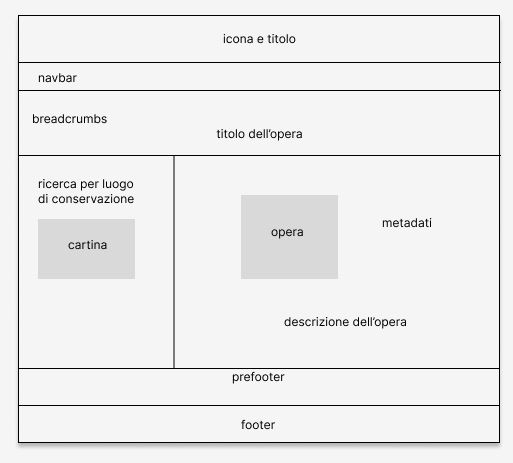 icona e titolo
navbar
breadcrumbs
titolo dell’opera
ricerca per luogo
di conservazione
cartina
opera
metadati
descrizione dell’opera
prefooter
footer